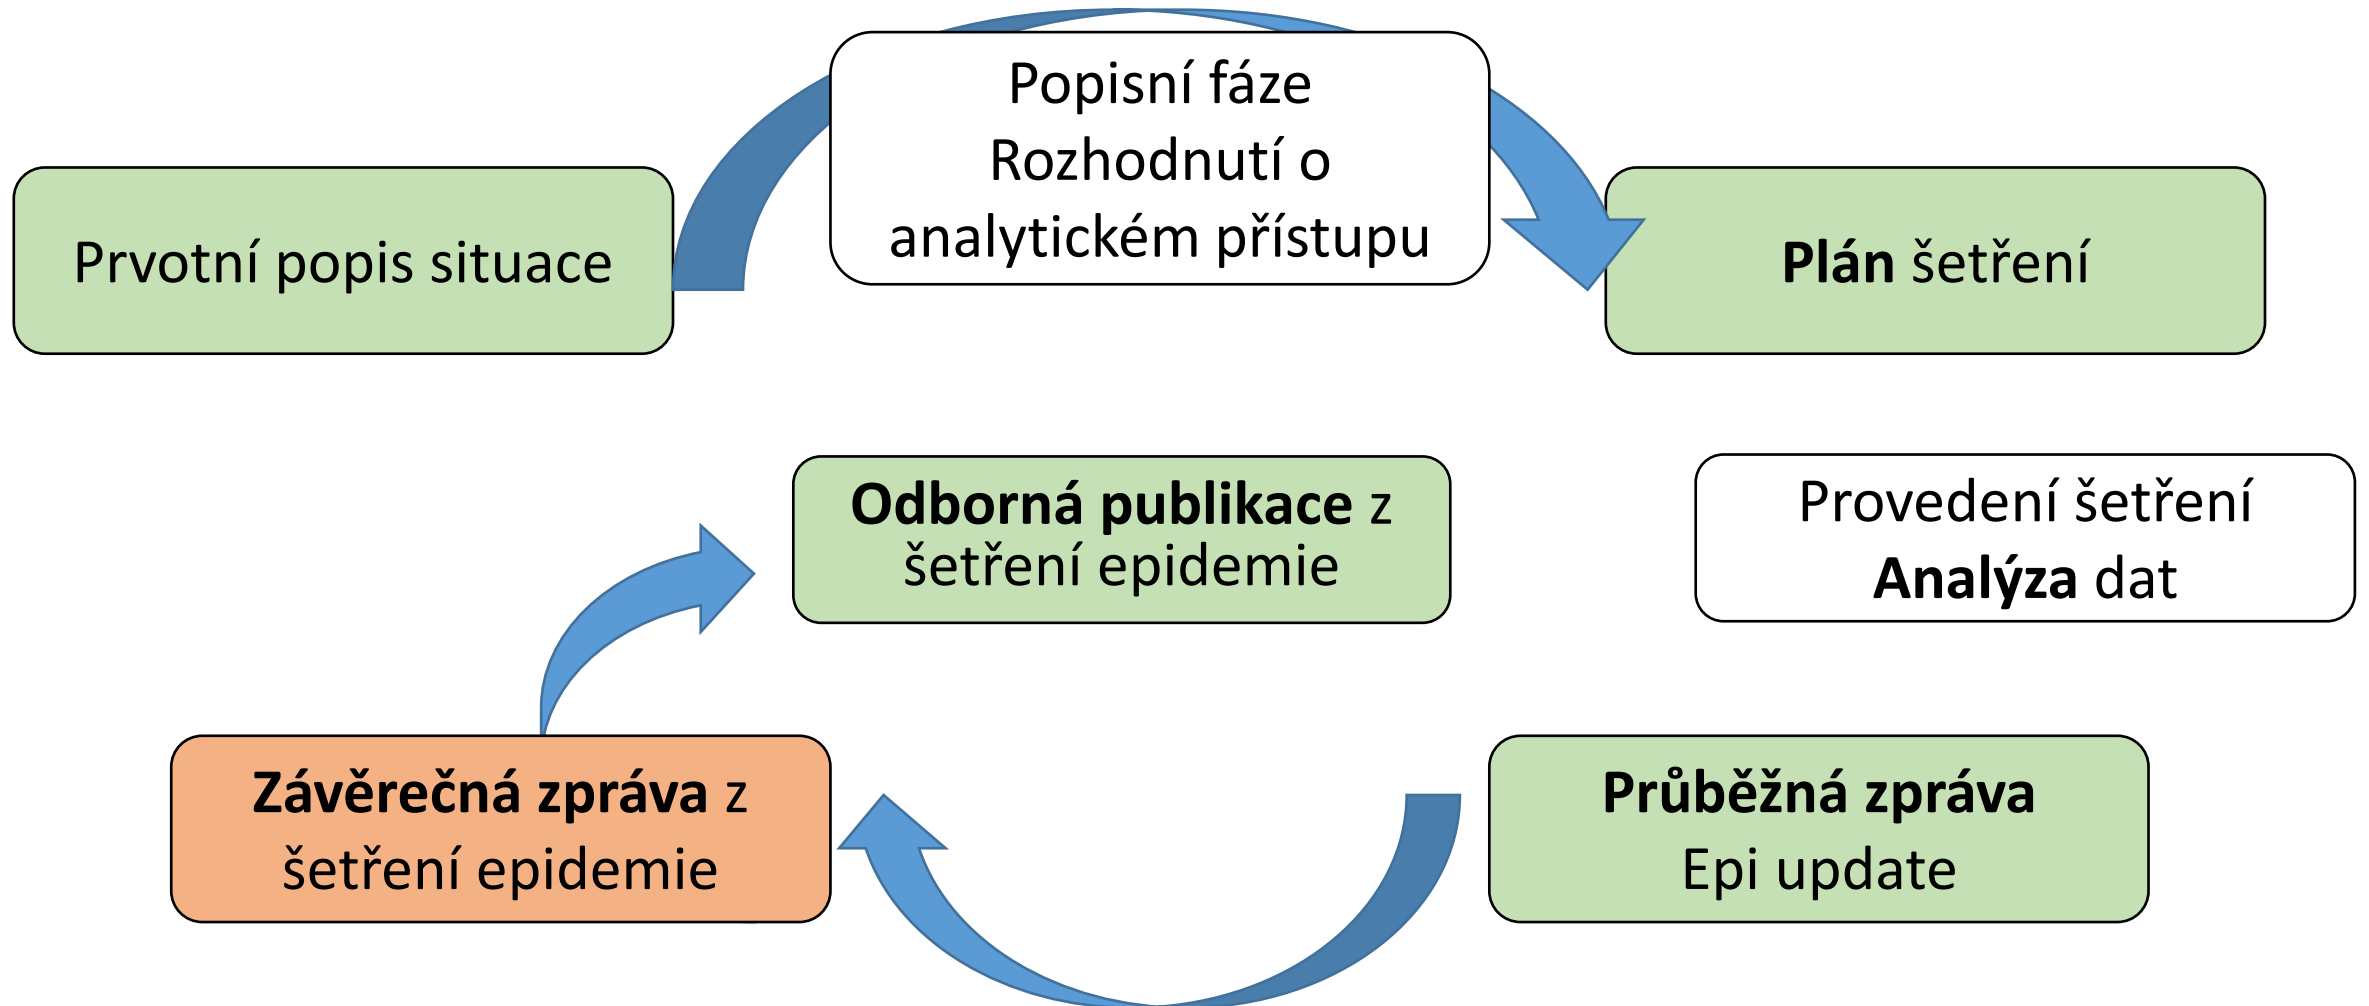 Popisní fáze
Rozhodnutí o
analytickém přístupu
Prvotní popis situace
Plán šetření
Odborná publikace z
šetření epidemie
Provedení šetření
Analýza dat
Závěrečná zpráva z
šetření epidemie
Průběžná zpráva
Epi update